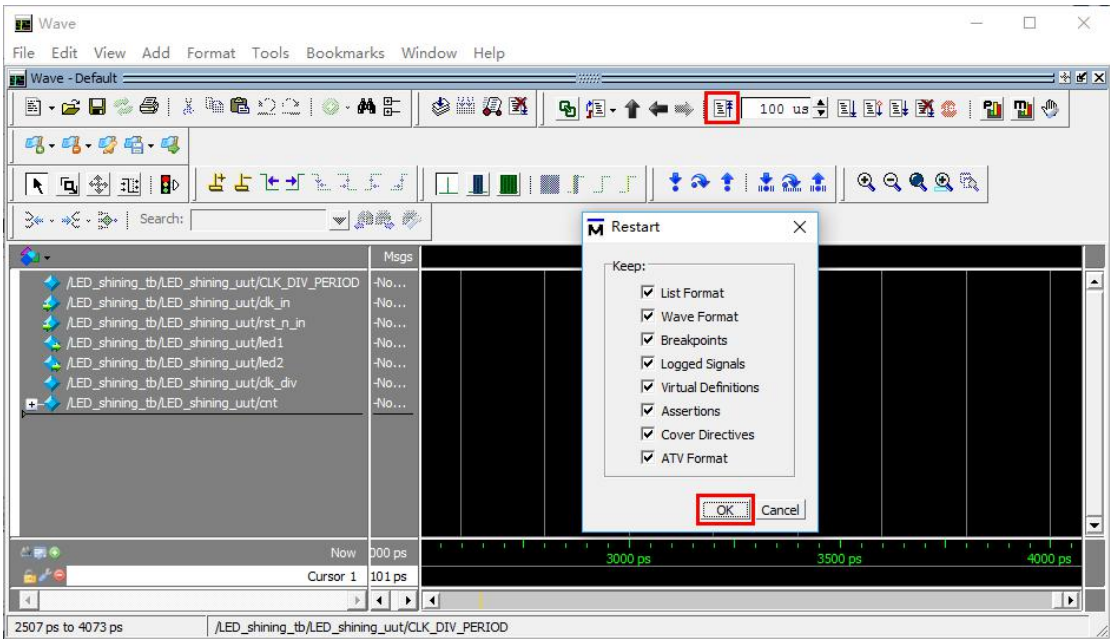 Wave
File Edit View Add Format Tools Bookmarks Window Help
Wave - Default
100 us
Search:
Msgs
/LED_shining_tb/LED_shining_uut/CLK_DIV_PERIOD -No...
/LED_shining_tb/LED_shining_uut/clk_in -No...
/LED_shining_tb/LED_shining_uut/rst_n_in -No...
/LED_shining_tb/LED_shining_uut/led1 -No...
/LED_shining_tb/LED_shining_uut/led2 -No...
/LED_shining_tb/LED_shining_uut/clk_div -No...
/LED_shining_tb/LED_shining_uut/cnt -No...
Restart
Keep:
List Format
Wave Format
Breakpoints
Logged Signals
Virtual Definitions
Assertions
Cover Directives
ATV Format
OK Cancel
Now 000 ps
3000 ps 3500 ps 4000 ps
Cursor 1 101 ps
2507 ps to 4073 ps /LED_shining_tb/LED_shining_uut/CLK_DIV_PERIOD